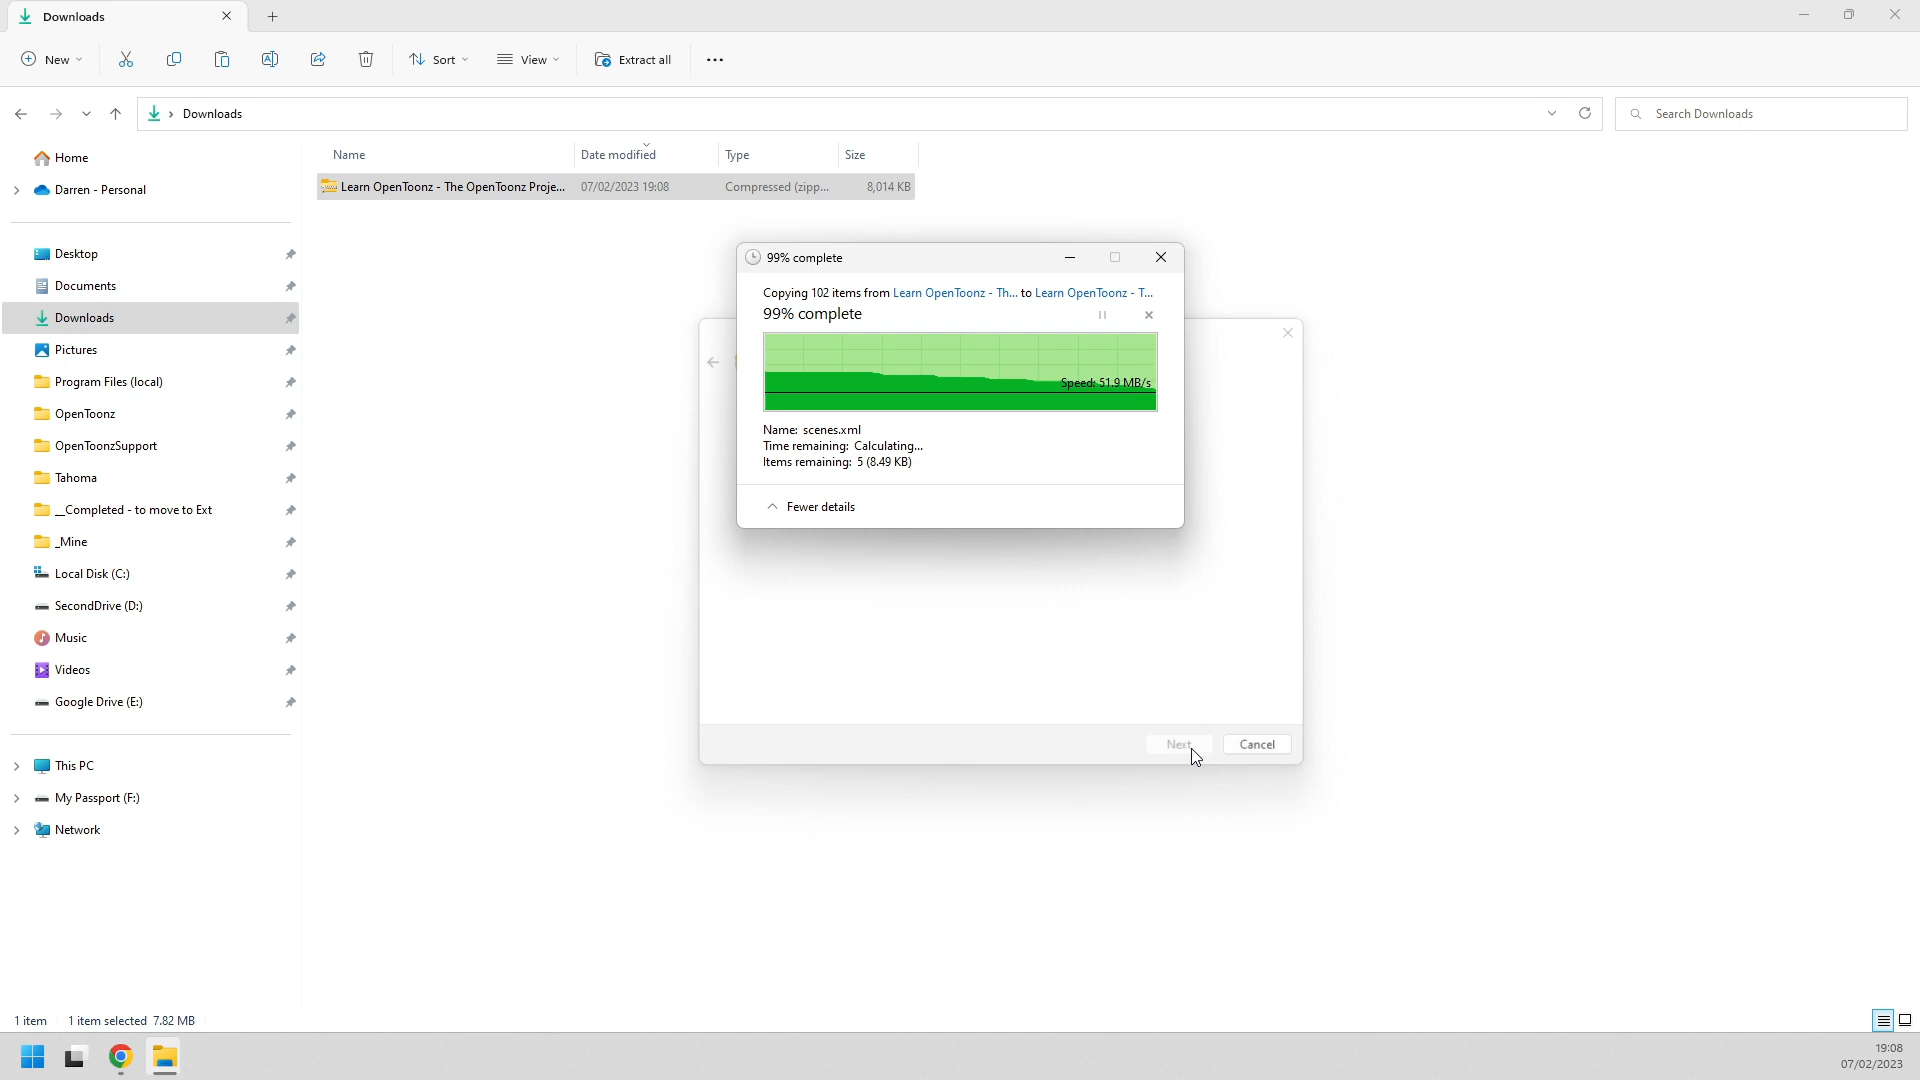 Downloads
New
Sort
View
Extract all
Downloads
Search Downloads
Home
Darren - Personal
Desktop
Documents
Downloads
Pictures
Program Files (local)
OpenToonz
OpenToonzSupport
Tahoma
__Completed - to move to Ext
_Mine
Local Disk (C:)
SecondDrive (D:)
Music
Videos
Google Drive (E:)
This PC
My Passport (F:)
Network
Name Date modified Type Size
Learn OpenToonz - The OpenToonz Proje... 07/02/2023 19:08 Compressed (zipp... 8,014 KB
99% complete
Copying 102 items from Learn OpenToonz - Th... to Learn OpenToonz - T...
99% complete
Speed: 51.9 MB/s
Name: scenes.xml
Time remaining: Calculating...
Items remaining: 5 (8.49 KB)
Fewer details
Next
Cancel
1 item 1 item selected 7.82 MB
19:08
07/02/2023